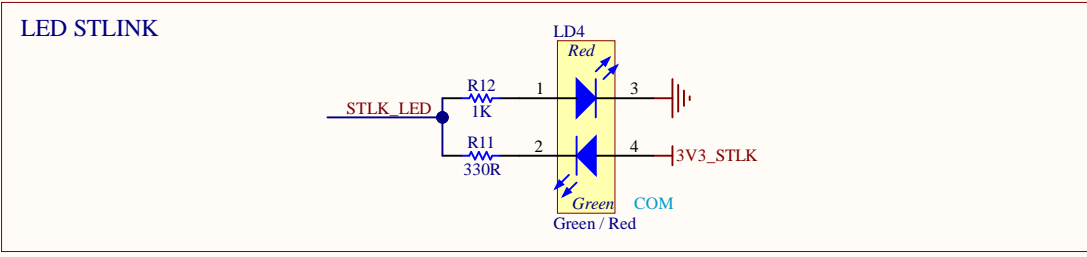 LED STLINK
LD4
Red
R12
1
3
STLK_LED
1K
R11
2
4
3V3_STLK
330R
Green
COM
Green / Red